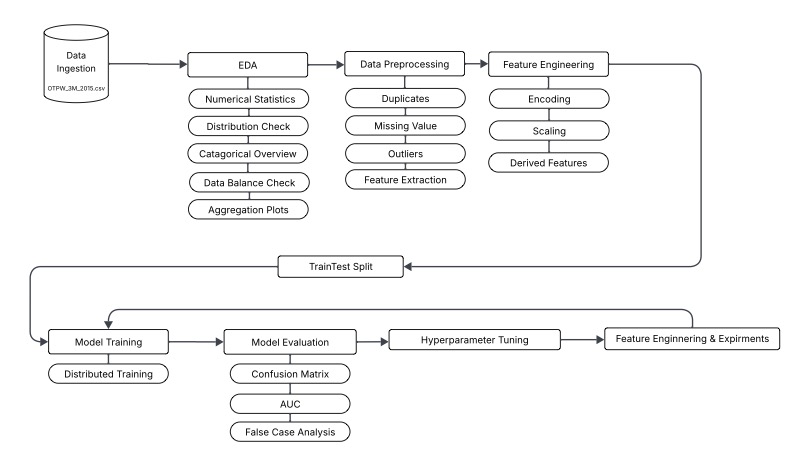 Data
Ingestion
OTPW_3M_2015.csv
EDA
Numerical Statistics
Distribution Check
Catagorical Overview
Data Balance Check
Aggregation Plots
Data Preprocessing
Duplicates
Missing Value
Outliers
Feature Extraction
Feature Engineering
Encoding
Scaling
Derived Features
TrainTest Split
Model Training
Distributed Training
Model Evaluation
Confusion Matrix
AUC
False Case Analysis
Hyperparameter Tuning
Feature Enginnering & Expirments